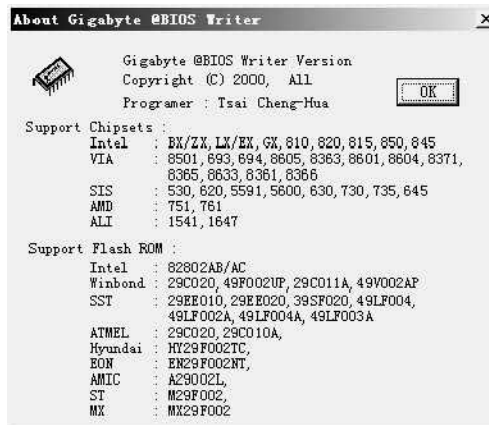 About Gigabyte @BIOS Writer
Gigabyte @BIOS Writer Version
Copyright (C) 2000, All
OK
Programer : Tsai Cheng-Hua
Support Chipsets :
Intel : BX/ZX, LX/EX, GX, 810, 820, 815, 850, 845
VIA : 8501, 693, 694, 8605, 8363, 8601, 8604, 8371,
8365, 8633, 8361, 8366
SIS : 530, 620, 5591, 5600, 630, 730, 735, 645
AMD : 751, 761
ALI : 1541, 1647
Support Flash ROM :
Intel : 82802AB/AC
Winbond : 29C020, 49F002UP, 29C011A, 49V002AP
SST : 29EE010, 29EE020, 39SF020, 49LF004,
49LF002A, 49LF004A, 49LF003A
ATMEL : 29C020, 29C010A,
Hyundai : HY29F002TC,
EON : EN29F002NT,
AMIC : A29002L,
ST : M29F002,
MX : MX29F002